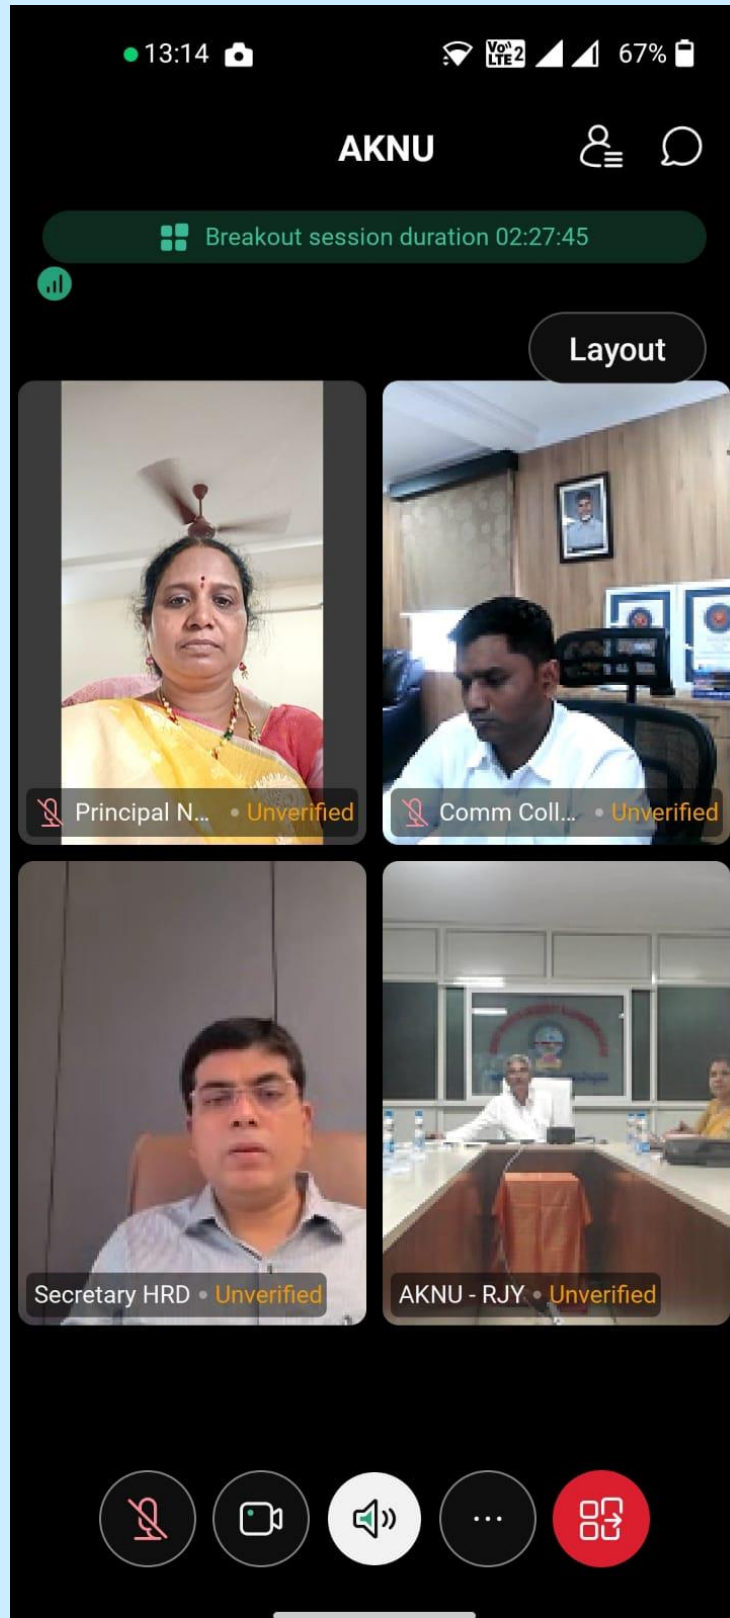 13:14 VoLTE2 67%
AKNU
Breakout session duration 02:27:45
Layout
Principal N... • Unverified
Comm Coll... • Unverified
Secretary HRD • Unverified
AKNU - RJY • Unverified